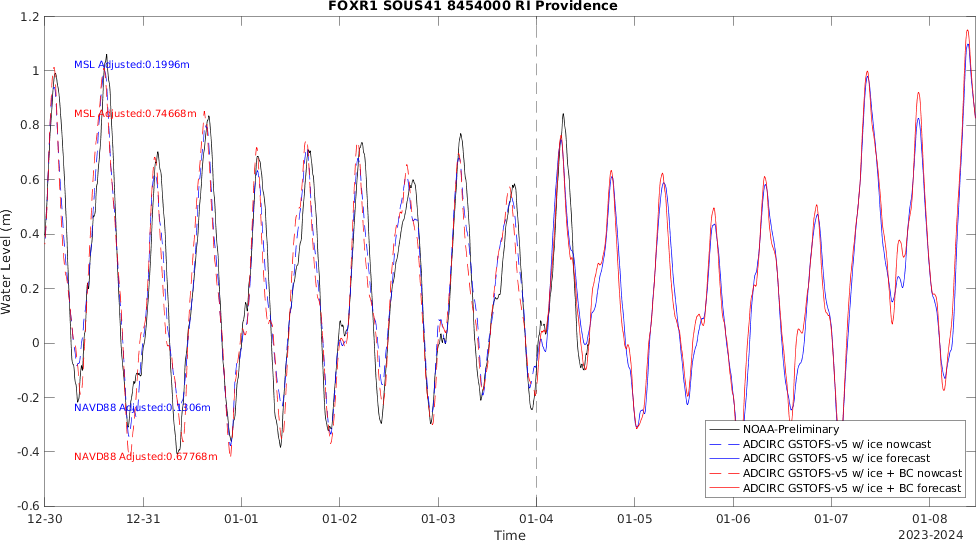 FOXR1 SOUS41 8454000 RI Providence
1.2
1
0.8
0.6
0.4
0.2
0
-0.2
-0.4
-0.6
Water Level (m)
MSL Adjusted:0.1996m
MSL Adjusted:0.74668m
NAVD88 Adjusted:0.1306m
NAVD88 Adjusted:0.67768m
NOAA-Preliminary
ADCIRC GSTOFS-v5 w/ ice nowcast
ADCIRC GSTOFS-v5 w/ ice forecast
ADCIRC GSTOFS-v5 w/ ice + BC nowcast
ADCIRC GSTOFS-v5 w/ ice + BC forecast
12-30 12-31 01-01 01-02 01-03 01-04 01-05 01-06 01-07 01-08
Time
2023-2024